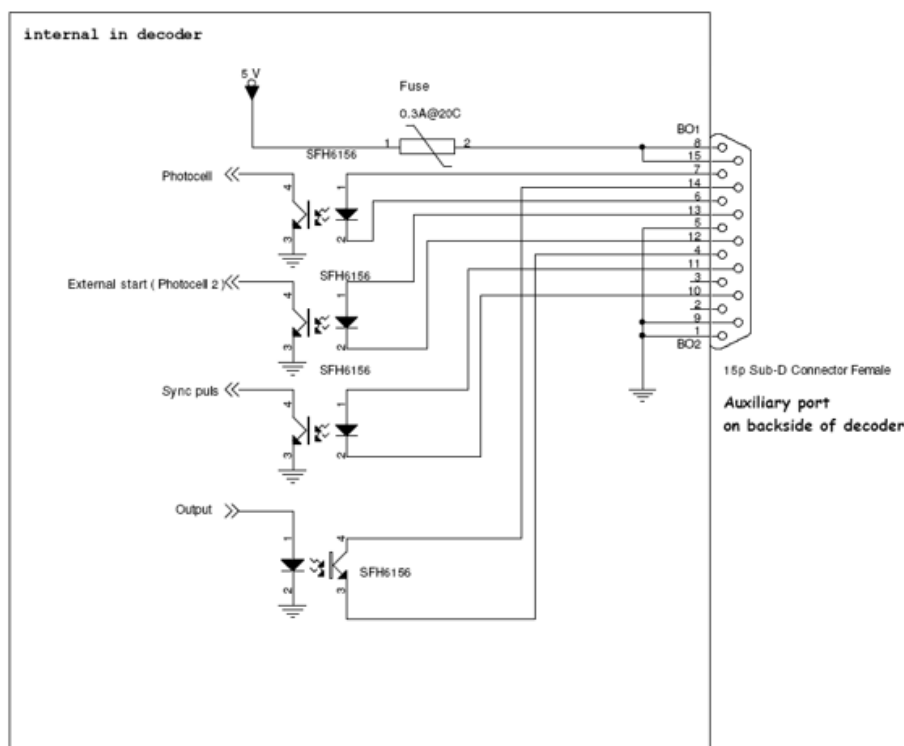 internal in decoder
5 V
Fuse
0.3A@20C
1
2
BO1
8
15
7
14
6
13
5
12
4
11
3
10
2
9
1
BO2
SFH6156
Photocell
4
3
1
2
SFH6156
External start ( Photocell 2 )
4
3
1
2
SFH6156
Sync puls
4
3
1
2
15p Sub-D Connector Female
Auxiliary port
on backside of decoder
Output
1
2
4
3
SFH6156